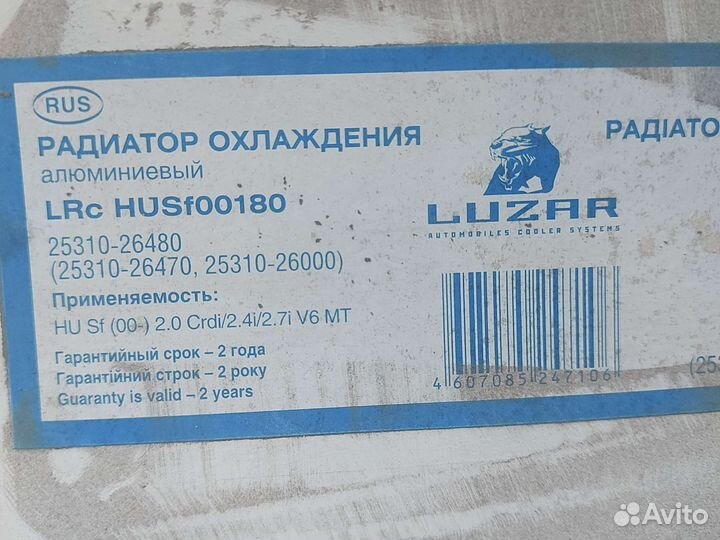 RUS
РАДИАТОР ОХЛАЖДЕНИЯ
алюминиевый
LRc HUSf00180
25310-26480
(25310-26470, 25310-26000)
Применяемость:
HU Sf (00-) 2.0 Crdi/2.4i/2.7i V6 MT
Гарантийный срок – 2 года
Гарантійний строк – 2 року
Guaranty is valid – 2 years
LUZAR
AUTOMOBILES COOLER SYSTEMS
4 607085 247106
РАДІАТО
(25
Avito